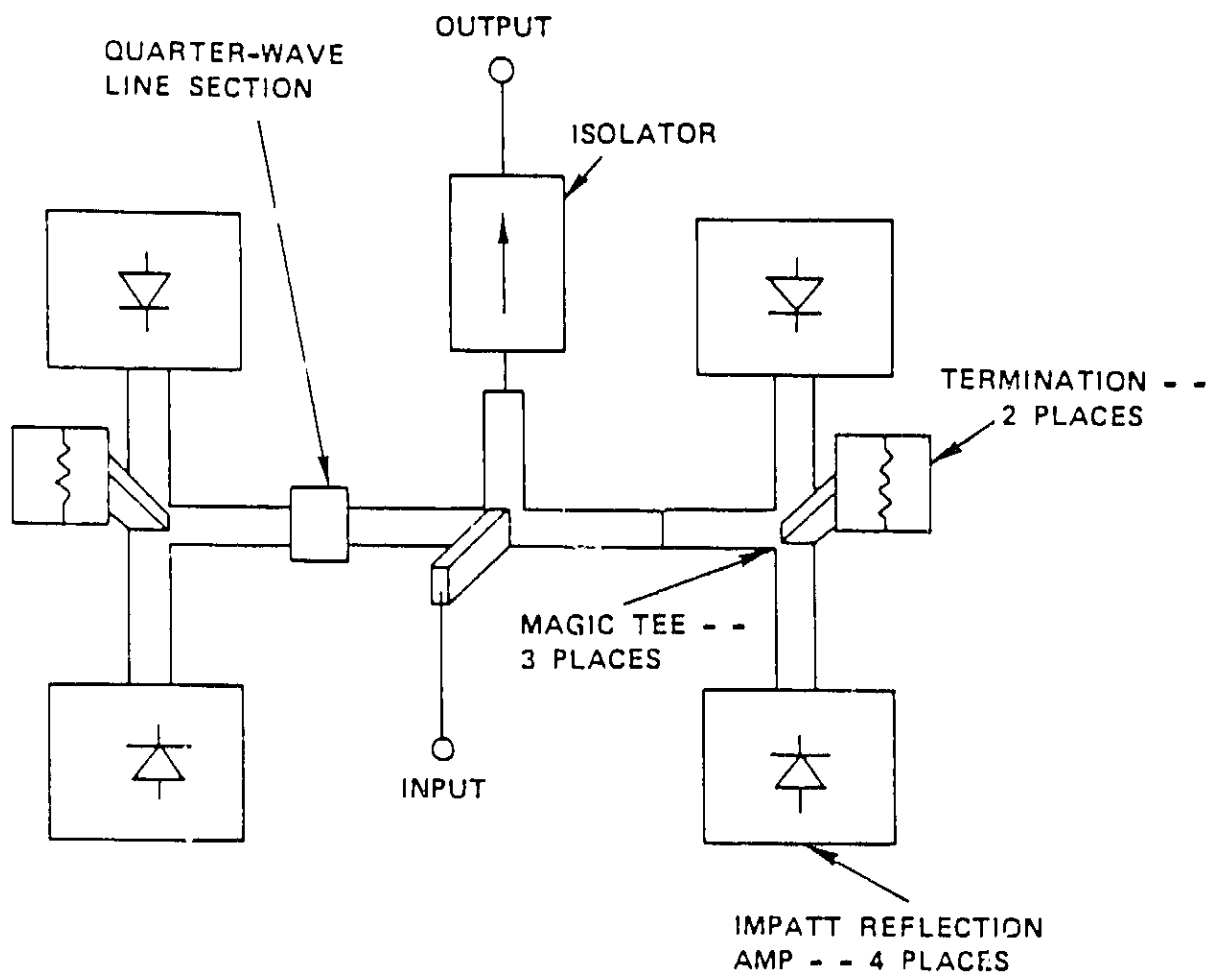 OUTPUT
QUARTER-WAVE
LINE SECTION
ISOLATOR
TERMINATION - -
2 PLACES
MAGIC TEE - -
3 PLACES
INPUT
IMPATT REFLECTION
AMP - - 4 PLACES